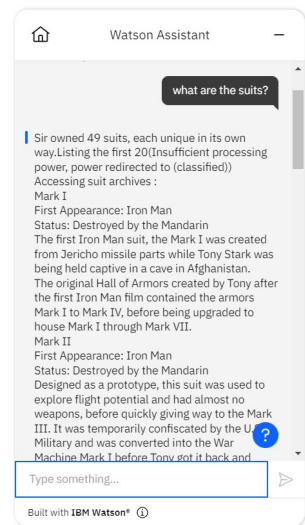 Watson Assistant
what are the suits?
Sir owned 49 suits, each unique in its own
way.Listing the first 20(Insufficient processing
power, power redirected to (classified))
Accessing suit archives :
Mark I
First Appearance: Iron Man
Status: Destroyed by the Mandarin
The first Iron Man suit, the Mark I was created
from Jericho missile parts while Tony Stark was
being held captive in a cave in Afghanistan.
The original Hall of Armors created by Tony after
the first Iron Man film contained the armors
Mark I to Mark IV, before being upgraded to
house Mark I through Mark VII.
Mark II
First Appearance: Iron Man
Status: Destroyed by the Mandarin
Designed as a prototype, this suit was used to
explore flight potential and had almost no
weapons, before quickly giving way to the Mark
III. It was temporarily confiscated by the U.
Military and was converted into the War
Machine Mark I before Tony got it back and
?
Type something...
Built with IBM Watson®